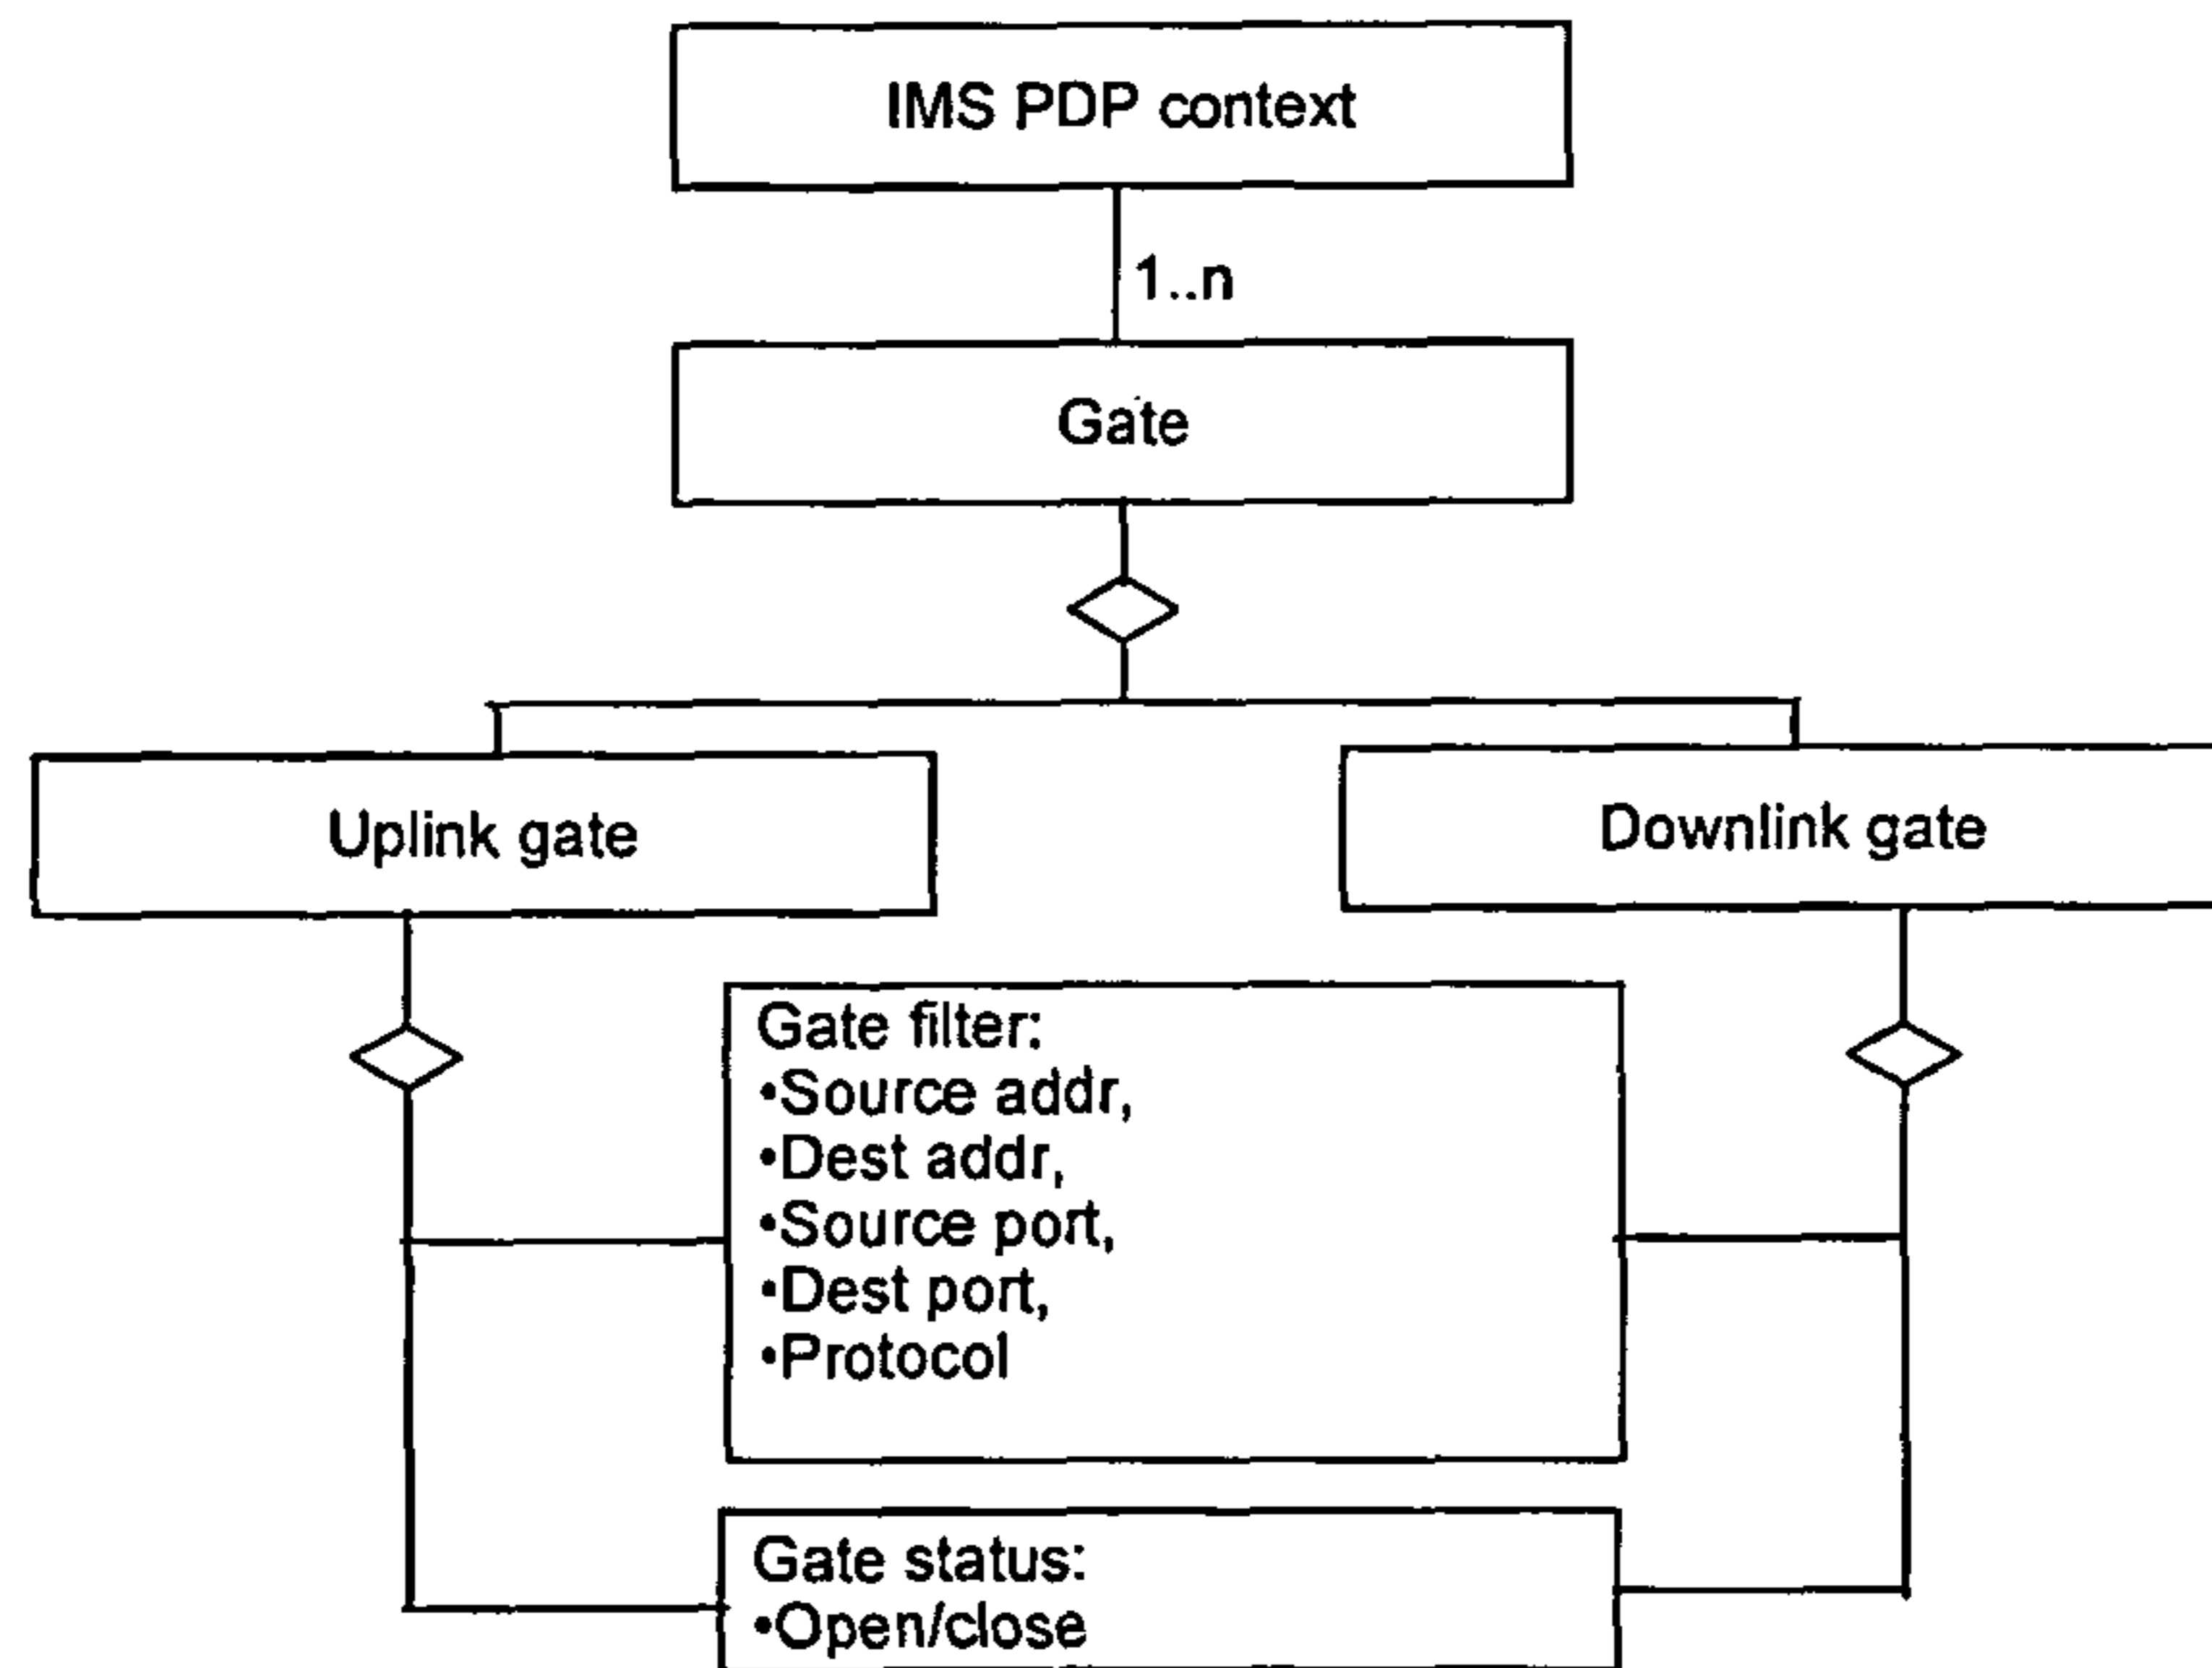 IMS PDP context
1..n
Gate
Uplink gate
Downlink gate
Gate filter:
•Source addr,
•Dest addr,
•Source port,
•Dest port,
•Protocol
Gate status:
•Open/close